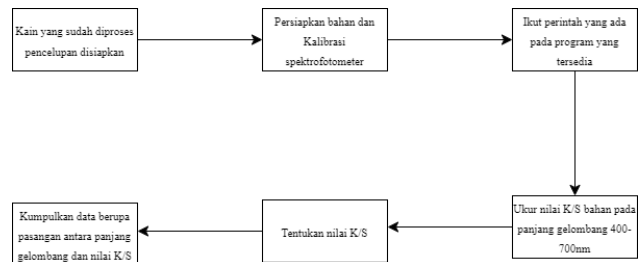 Kain yang sudah diproses
pencelupan disiapkan
Persiapkan bahan dan
Kalibrasi
spektrofotometer
Ikut perintah yang ada
pada program yang
tersedia
Ukur nilai K/S bahan pada
panjang gelombang 400-
700nm
Tentukan nilai K/S
Kumpulkan data berupa
pasangan antara panjang
gelombang dan nilai K/S